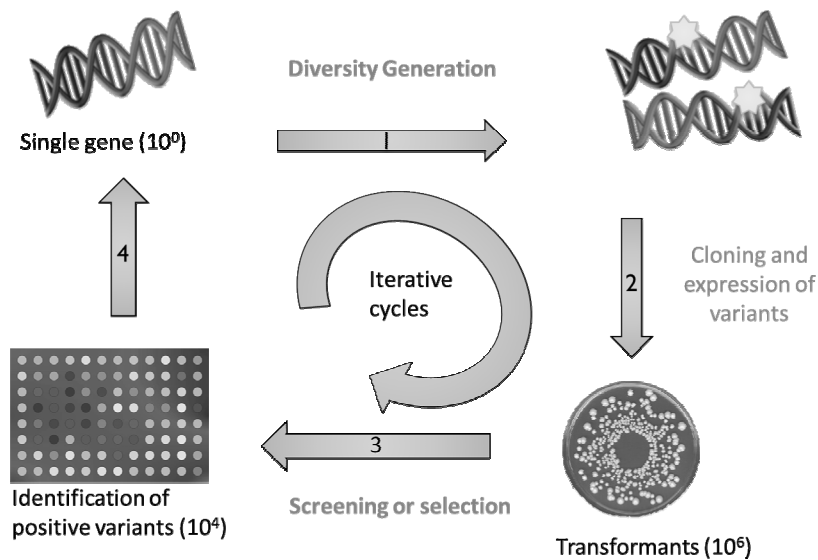 Diversity Generation
Single gene (10⁰)
1
4
Iterative
cycles
2
Cloning and
expression of
variants
3
Identification of
positive variants (10⁴)
Screening or selection
Transformants (10⁶)